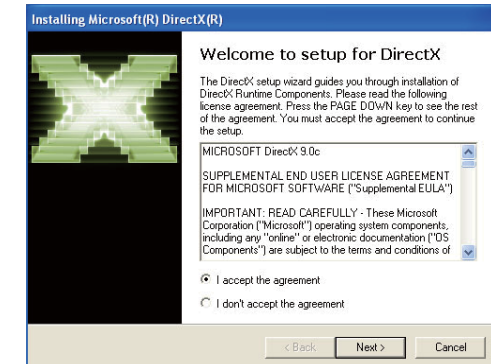 Installing Microsoft(R) DirectX(R)
Welcome to setup for DirectX
The DirectX setup wizard guides you through installation of
DirectX Runtime Components. Please read the following
license agreement. Press the PAGE DOWN key to see the rest
of the agreement. You must accept the agreement to continue
the setup.
MICROSOFT DirectX 9.0c
SUPPLEMENTAL END USER LICENSE AGREEMENT
FOR MICROSOFT SOFTWARE ("Supplemental EULA")
IMPORTANT: READ CAREFULLY - These Microsoft
Corporation ("Microsoft") operating system components,
including any "online" or electronic documentation ("OS
Components") are subject to the terms and conditions of
I accept the agreement
I don't accept the agreement
< Back Next > Cancel